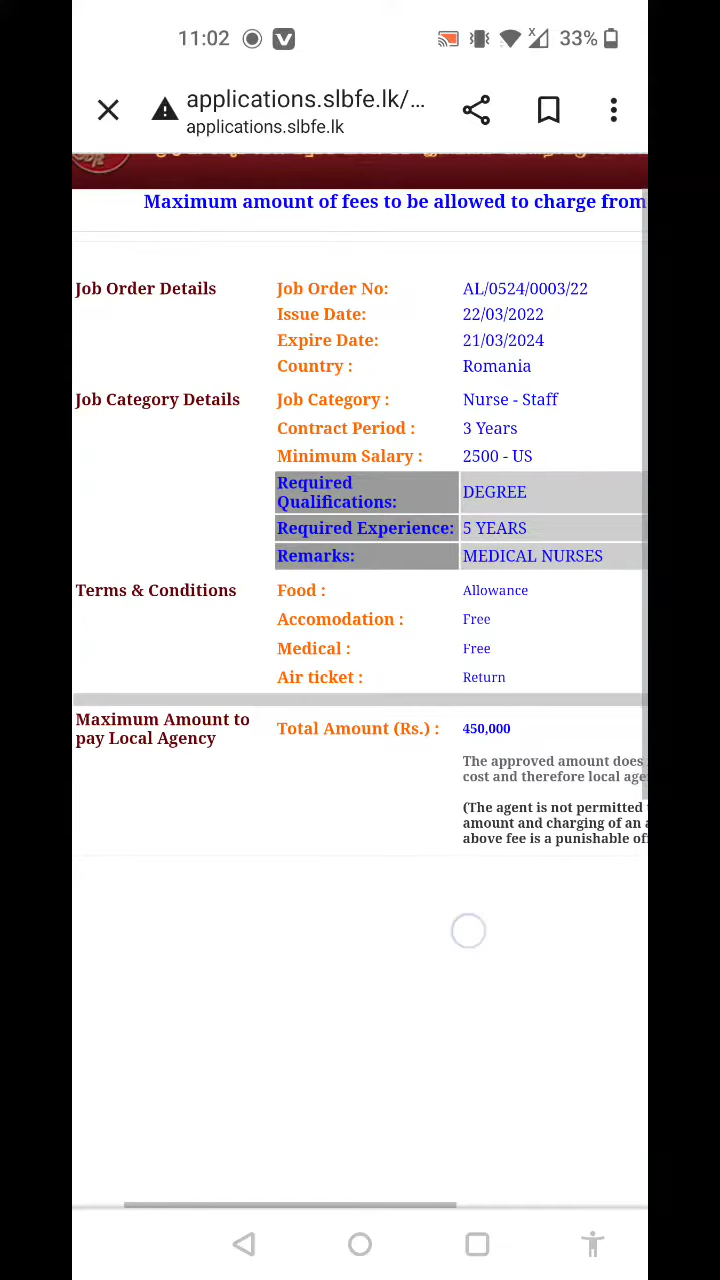 11:02
33%
applications.slbfe.lk/...
applications.slbfe.lk
Maximum amount of fees to be allowed to charge from
Job Order Details
Job Order No: AL/0524/0003/22
Issue Date: 22/03/2022
Expire Date: 21/03/2024
Country : Romania
Job Category Details
Job Category : Nurse - Staff
Contract Period : 3 Years
Minimum Salary : 2500 - US
Required
Qualifications: DEGREE
Required Experience: 5 YEARS
Remarks: MEDICAL NURSES
Terms & Conditions
Food : Allowance
Accomodation : Free
Medical : Free
Air ticket : Return
Maximum Amount to
pay Local Agency
Total Amount (Rs.) : 450,000
The approved amount does
cost and therefore local age
(The agent is not permitted
amount and charging of an a
above fee is a punishable of